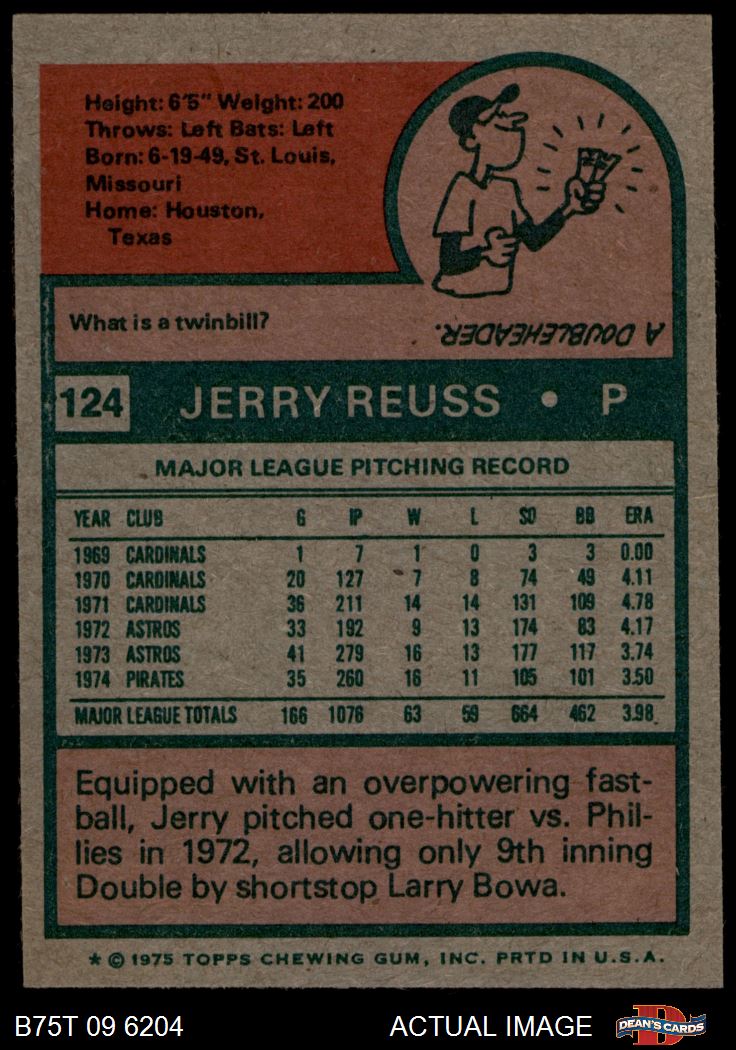 Height: 6'5" Weight: 200
Throws: Left Bats: Left
Born: 6-19-49, St. Louis,
Missouri
Home: Houston,
Texas
What is a twinbill?
A DOUBLEHEADER.
124 JERRY REUSS • P
MAJOR LEAGUE PITCHING RECORD
YEAR CLUB G IP W L SO BB ERA
1969 CARDINALS 1 7 1 0 3 3 0.00
1970 CARDINALS 20 127 7 8 74 49 4.11
1971 CARDINALS 36 211 14 14 131 109 4.78
1972 ASTROS 33 192 9 13 174 83 4.17
1973 ASTROS 41 279 16 13 177 117 3.74
1974 PIRATES 35 260 16 11 105 101 3.50
MAJOR LEAGUE TOTALS 166 1076 63 59 664 462 3.98
Equipped with an overpowering fast-
ball, Jerry pitched one-hitter vs. Phil-
lies in 1972, allowing only 9th inning
Double by shortstop Larry Bowa.
* © 1975 TOPPS CHEWING GUM, INC. PRTD IN U.S.A.
B75T 09 6204 ACTUAL IMAGE D DEAN'S CARDS